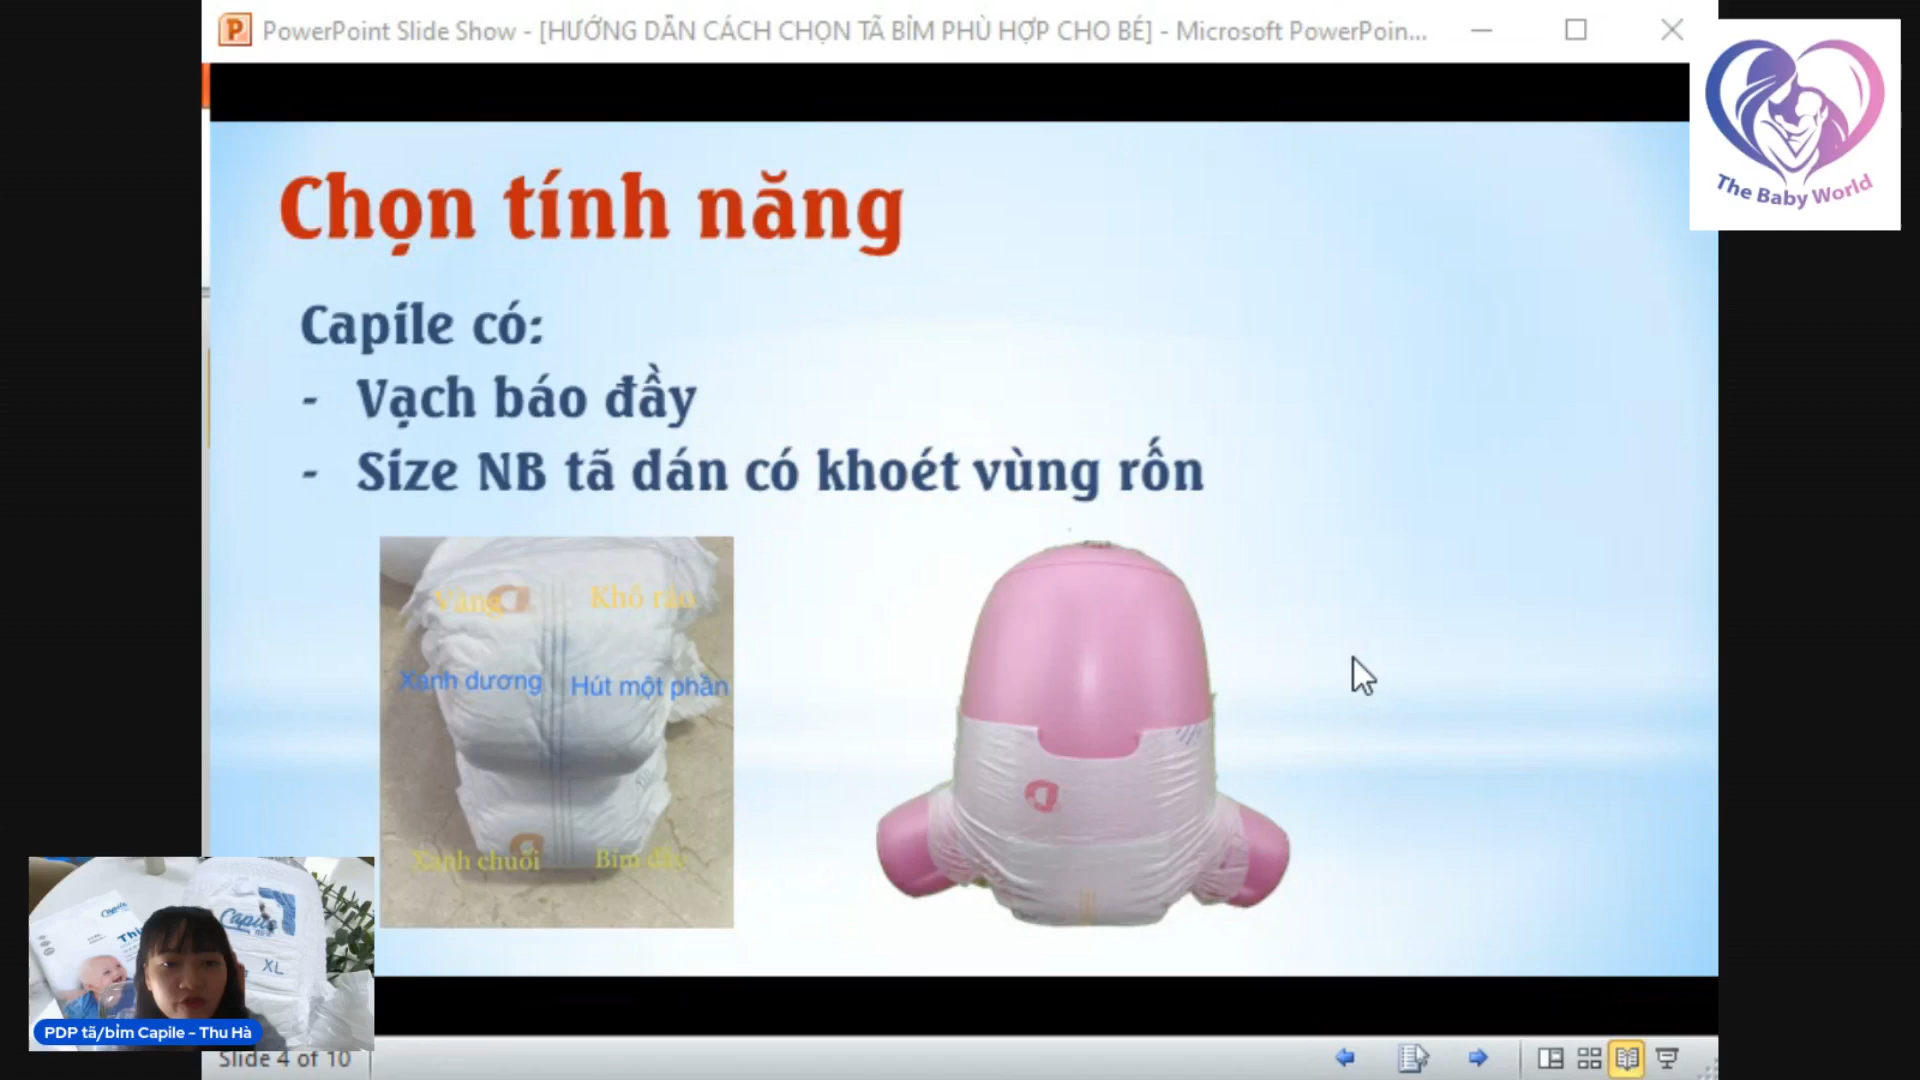 PowerPoint Slide Show - [HƯỚNG DẪN CÁCH CHỌN TÃ BỈM PHÙ HỢP CHO BÉ] - Microsoft PowerPoin...
The Baby World
Chọn tính năng
Capile có:
- Vạch báo đầy
- Size NB tã dán có khoét vùng rốn
Vàng Khô ráo
Xanh dương Hút một phần
Xanh chuối Bỉm đầy
Capile
XL
PDP tã/bỉm Capile - Thu Hà
Slide 4 of 10